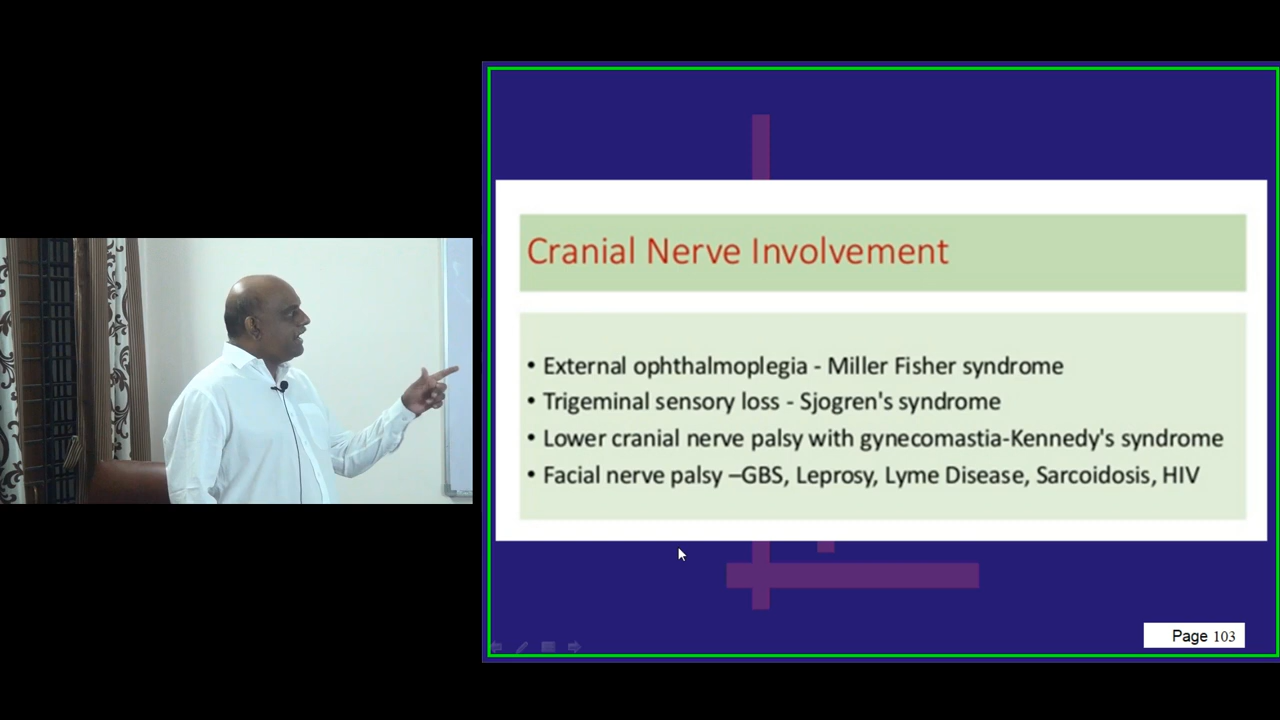 Cranial Nerve Involvement
• External ophthalmoplegia - Miller Fisher syndrome
• Trigeminal sensory loss - Sjogren's syndrome
• Lower cranial nerve palsy with gynecomastia-Kennedy's syndrome
• Facial nerve palsy –GBS, Leprosy, Lyme Disease, Sarcoidosis, HIV
Page 103